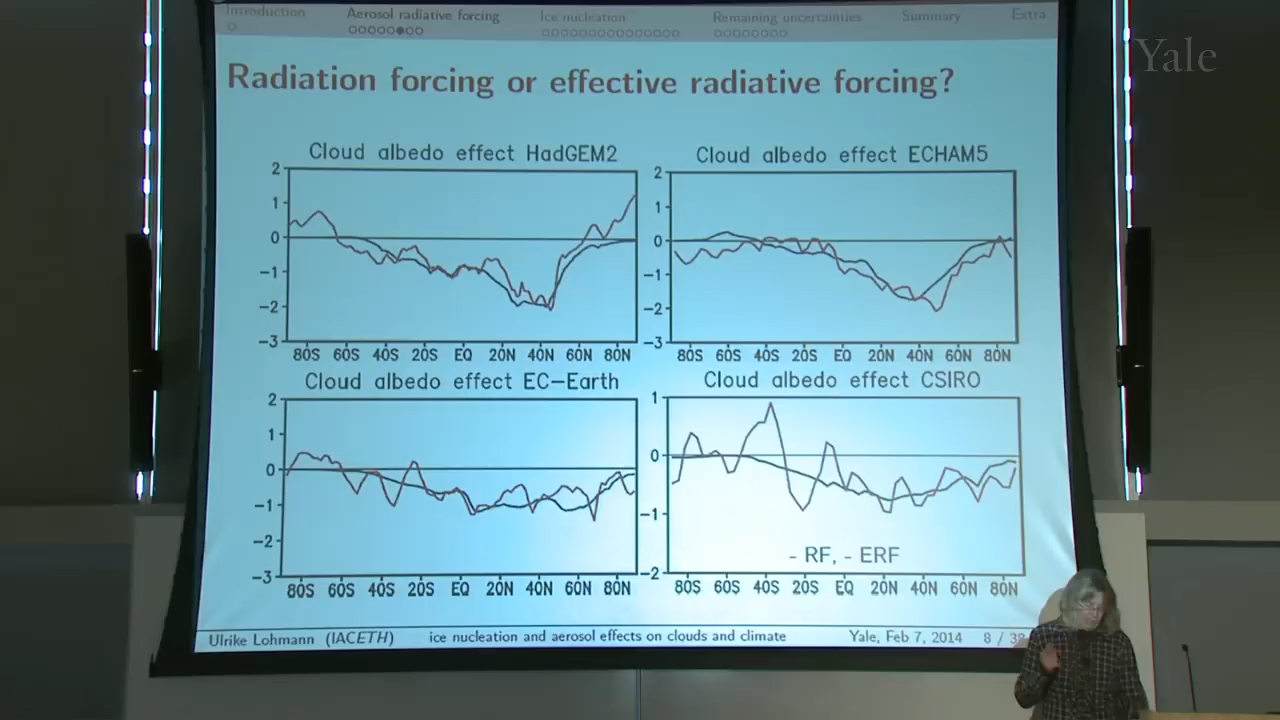 Introduction Aerosol radiative forcing Ice nucleation Remaining uncertainties Summary Extra
Yale
Radiation forcing or effective radiative forcing?
Cloud albedo effect HadGEM2
2
1
0
−1
−2
−3
80S 60S 40S 20S EQ 20N 40N 60N 80N
Cloud albedo effect ECHAM5
2
1
0
−1
−2
−3
80S 60S 40S 20S EQ 20N 40N 60N 80N
Cloud albedo effect EC−Earth
2
1
0
−1
−2
−3
80S 60S 40S 20S EQ 20N 40N 60N 80N
Cloud albedo effect CSIRO
1
0
−1
−2
- RF, - ERF
80S 60S 40S 20S EQ 20N 40N 60N 80N
Ulrike Lohmann (IACETH) ice nucleation and aerosol effects on clouds and climate Yale, Feb 7, 2014 8 /